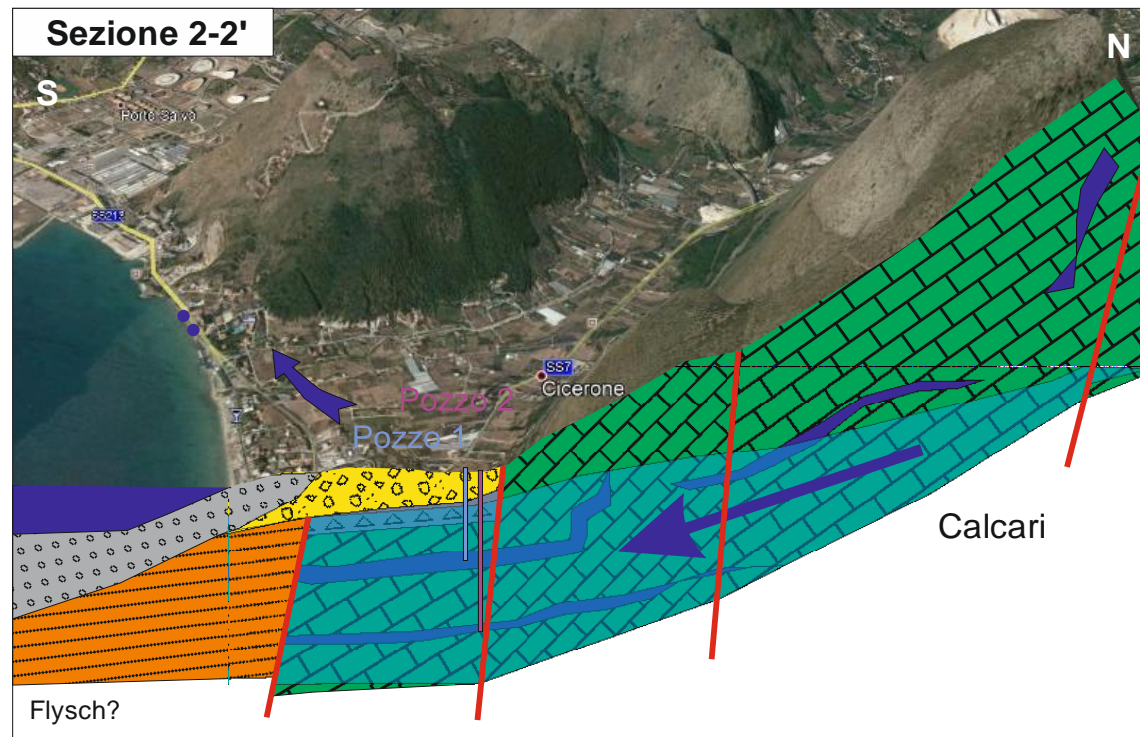 Sezione 2-2'
S
N
Porto Salvo
SS213
SS7
Cicerone
Pozzo 2
Pozzo 1
Calcari
Flysch?